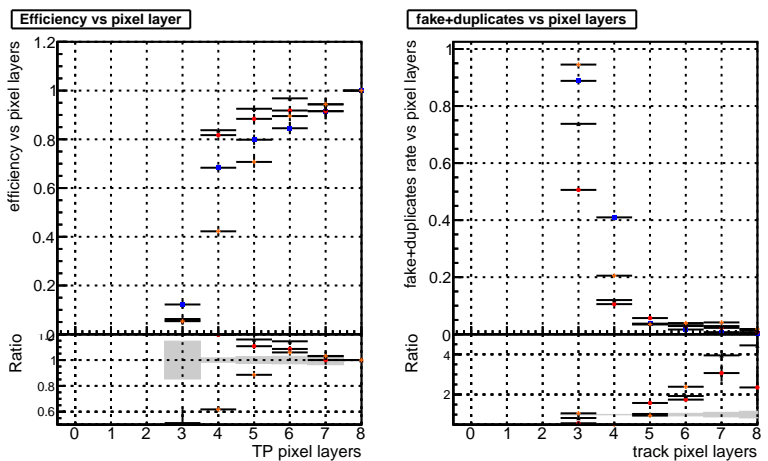 Efficiency vs pixel layer
efficiency vs pixel layers
1.2
1
0.8
0.6
0.4
0.2
0
Ratio
1
0.8
0.6
0 1 2 3 4 5 6 7 8
TP pixel layers
fake+duplicates vs pixel layers
fake+duplicates rate vs pixel layers
1
0.8
0.6
0.4
0.2
0
Ratio
4
2
0 1 2 3 4 5 6 7 8
track pixel layers